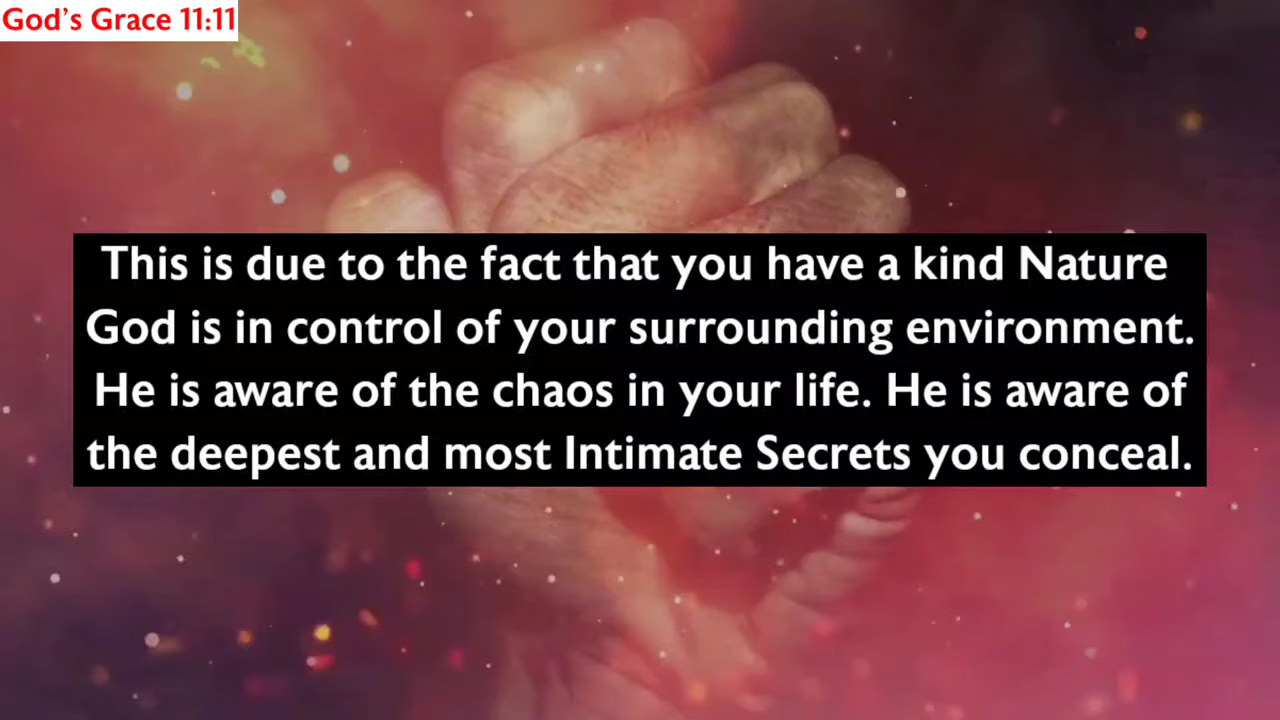 God's Grace 11:11
This is due to the fact that you have a kind Nature
God is in control of your surrounding environment.
He is aware of the chaos in your life. He is aware of
the deepest and most Intimate Secrets you conceal.